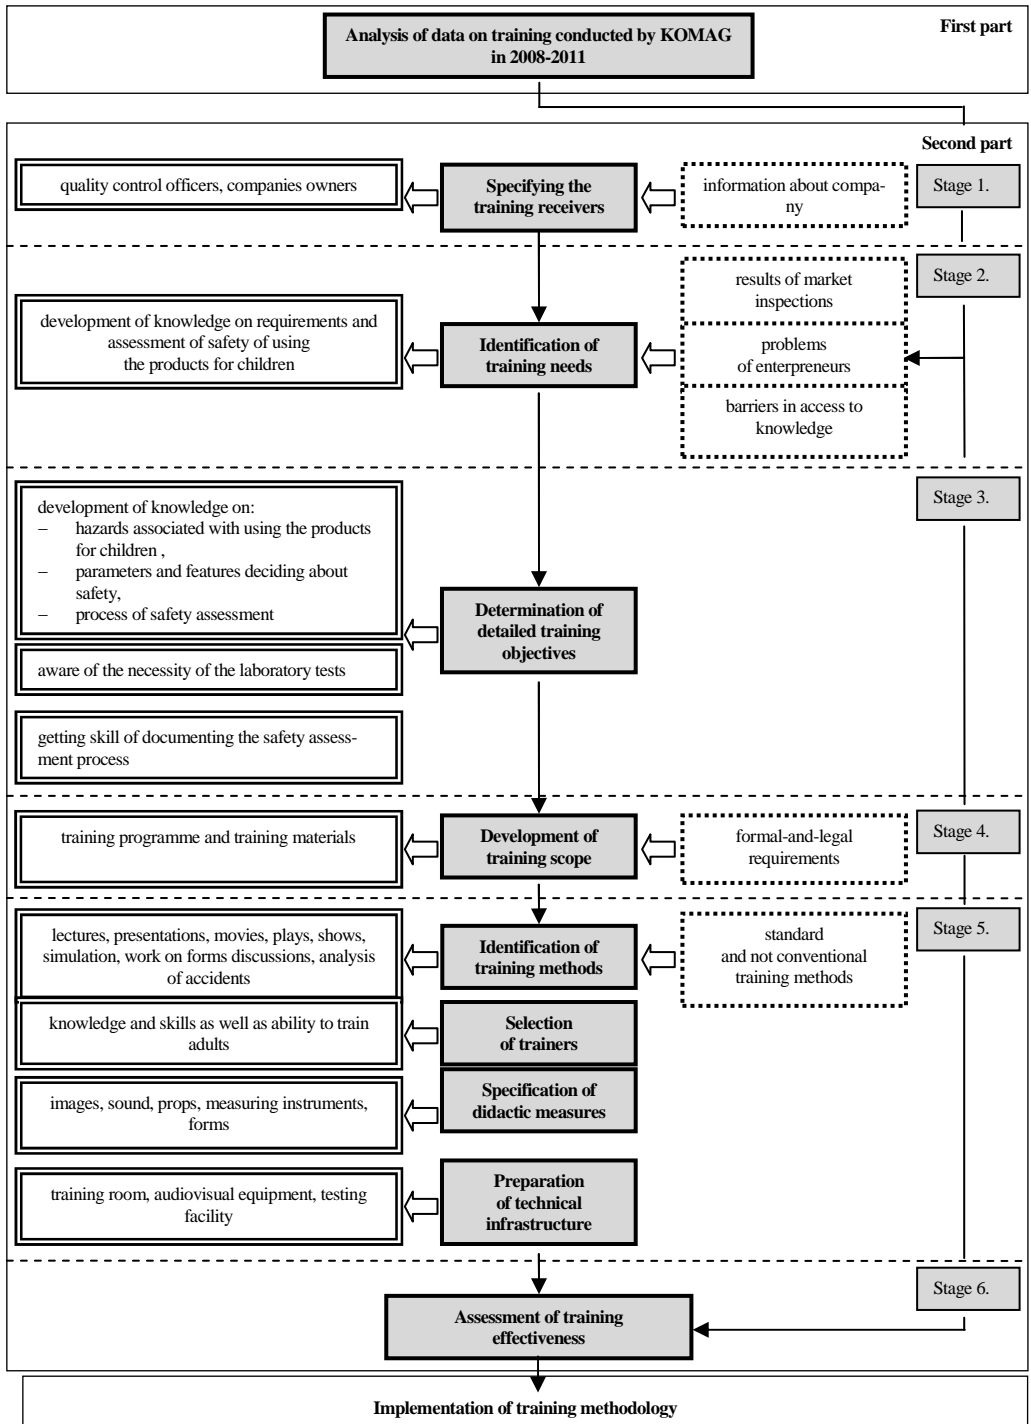 First part
Analysis of data on training conducted by KOMAG
in 2008-2011
Second part
Stage 1.
quality control officers, companies owners
Specifying the
training receivers
information about compa-
ny
Stage 2.
development of knowledge on requirements and
assessment of safety of using
the products for children
Identification of
training needs
results of market
inspections
problems
of enterpreneurs
barriers in access to
knowledge
Stage 3.
development of knowledge on:
– hazards associated with using the products
for children ,
– parameters and features deciding about
safety,
– process of safety assessment
aware of the necessity of the laboratory tests
getting skill of documenting the safety assess-
ment process
Determination of
detailed training
objectives
Stage 4.
training programme and training materials
Development of
training scope
formal-and-legal
requirements
Stage 5.
lectures, presentations, movies, plays, shows,
simulation, work on forms discussions, analysis
of accidents
Identification of
training methods
standard
and not conventional
training methods
knowledge and skills as well as ability to train
adults
Selection
of trainers
images, sound, props, measuring instruments,
forms
Specification of
didactic measures
training room, audiovisual equipment, testing
facility
Preparation
of technical
infrastructure
Stage 6.
Assessment of training
effectiveness
Implementation of training methodology